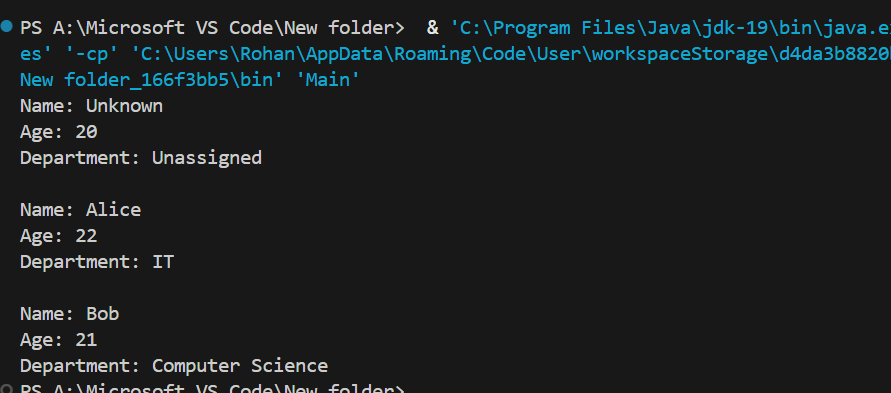 PS A:\Microsoft VS Code\New folder>  & 'C:\Program Files\Java\jdk-19\bin\java.ex
es' '-cp' 'C:\Users\Rohan\AppData\Roaming\Code\User\workspaceStorage\d4da3b8820
New folder_166f3bb5\bin' 'Main'
Name: Unknown
Age: 20
Department: Unassigned

Name: Alice
Age: 22
Department: IT

Name: Bob
Age: 21
Department: Computer Science
PS A:\Microsoft VS Code\New folder>